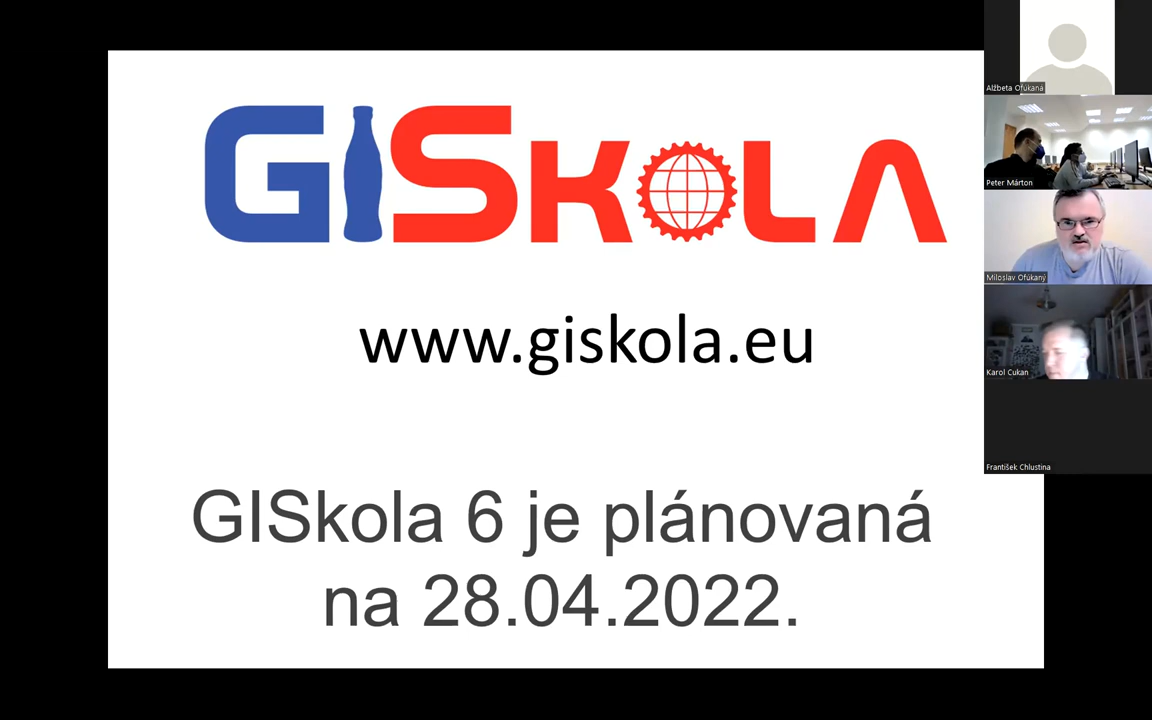 GISKOLA
www.giskola.eu
GISkola 6 je plánovaná
na 28.04.2022.
Alžbeta Ofúkaná
Peter Márton
Miloslav Ofúkaný
Karol Cukan
František Chlustina